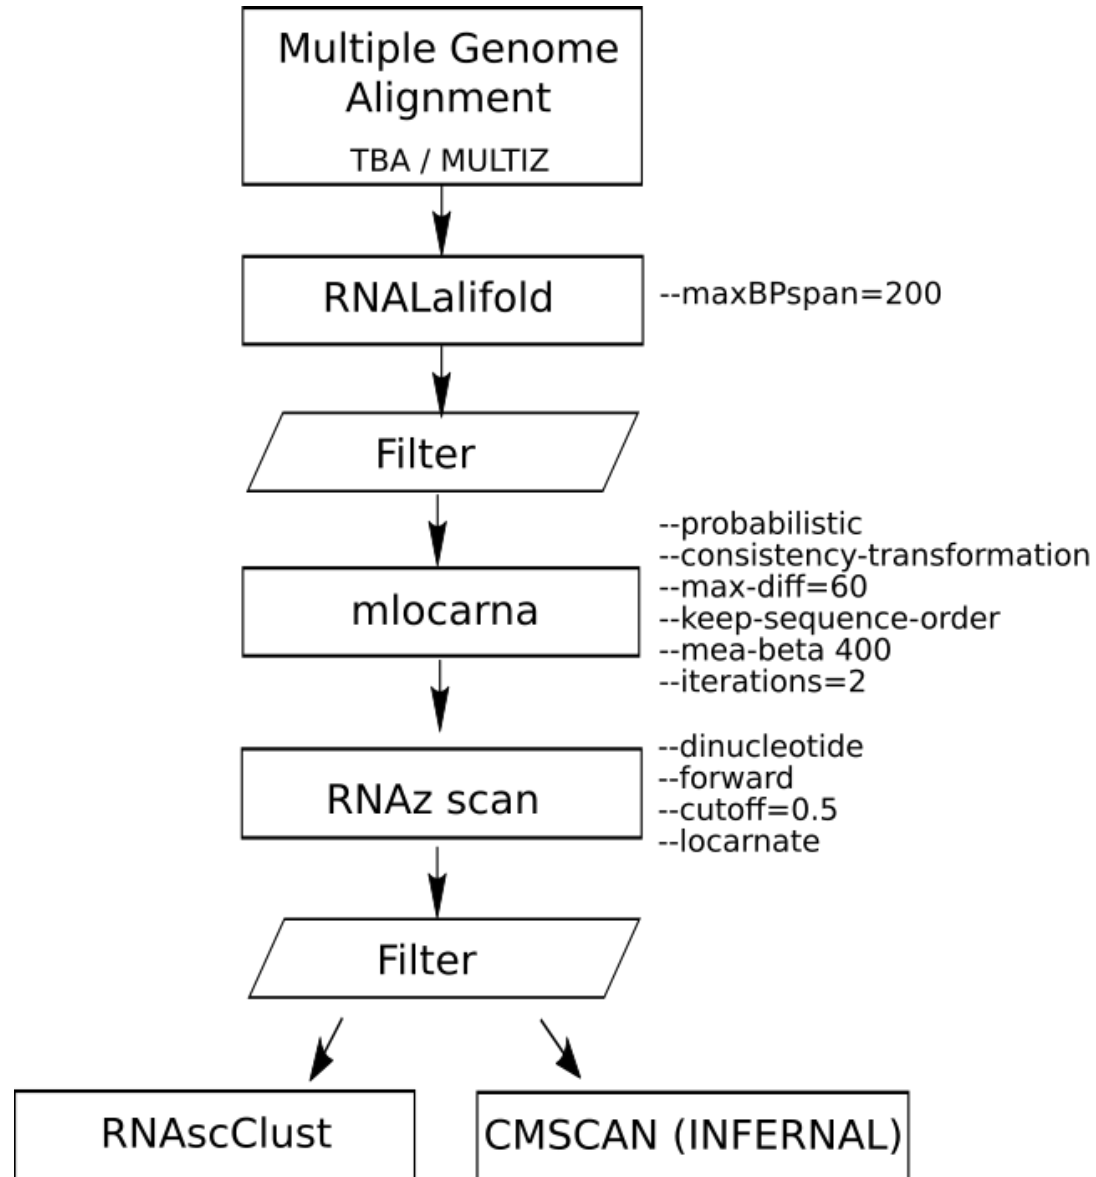 Multiple Genome
Alignment
TBA / MULTIZ
RNALalifold
--maxBPspan=200
Filter
mlocarna
--probabilistic
--consistency-transformation
--max-diff=60
--keep-sequence-order
--mea-beta 400
--iterations=2
RNAz scan
--dinucleotide
--forward
--cutoff=0.5
--locarnate
Filter
RNAscClust
CMSCAN (INFERNAL)